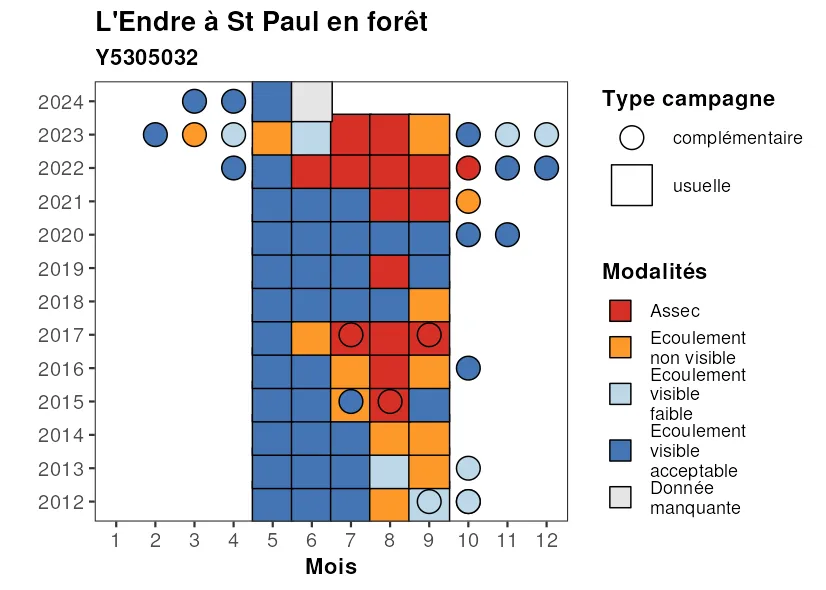 L'Endre à St Paul en forêt
Y5305032
2024
2023
2022
2021
2020
2019
2018
2017
2016
2015
2014
2013
2012
1 2 3 4 5 6 7 8 9 10 11 12
Mois
Type campagne
complémentaire
usuelle
Modalités
Assec
Ecoulement
non visible
Ecoulement
visible
faible
Ecoulement
visible
acceptable
Donnée
manquante